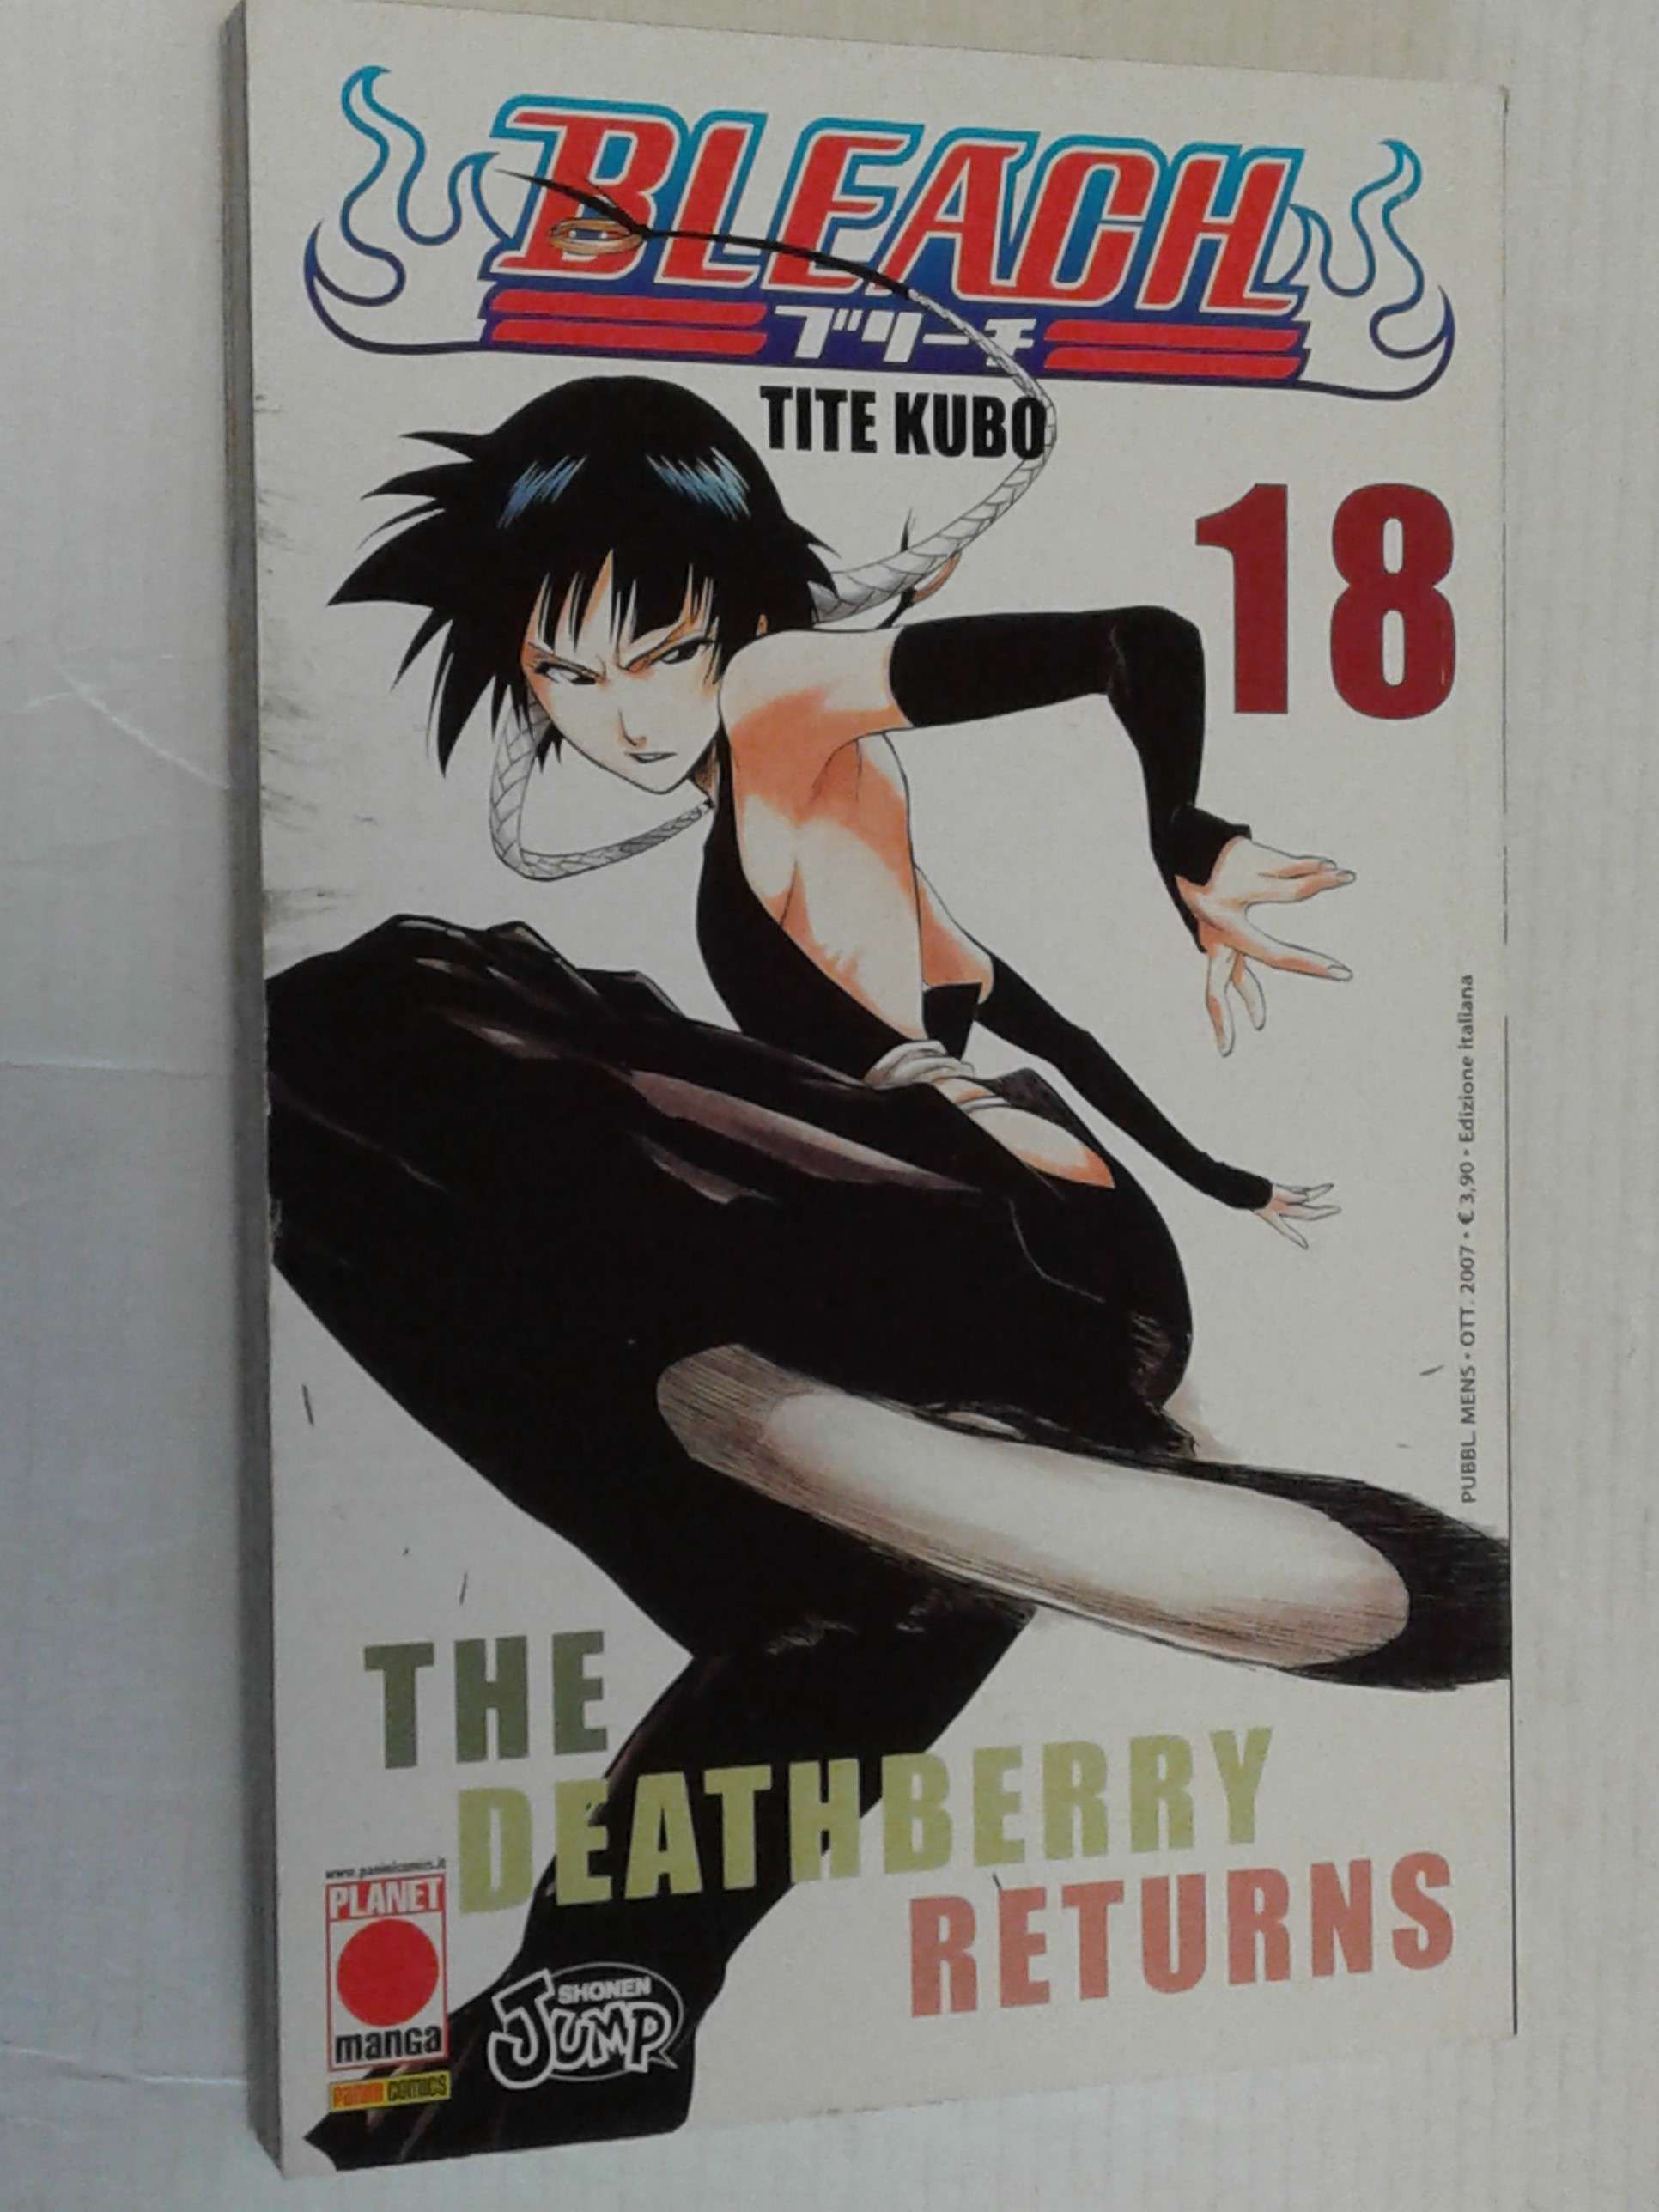 BLEACH
ブリーチ
TITE KUBO
18
PUBBL. MENS • OTT. 2007 • € 3,90 • Edizione italiana
THE
DEATHBERRY
RETURNS
www.paninicomics.it
PLANET
manga
PANINI COMICS
SHONEN
JUMP